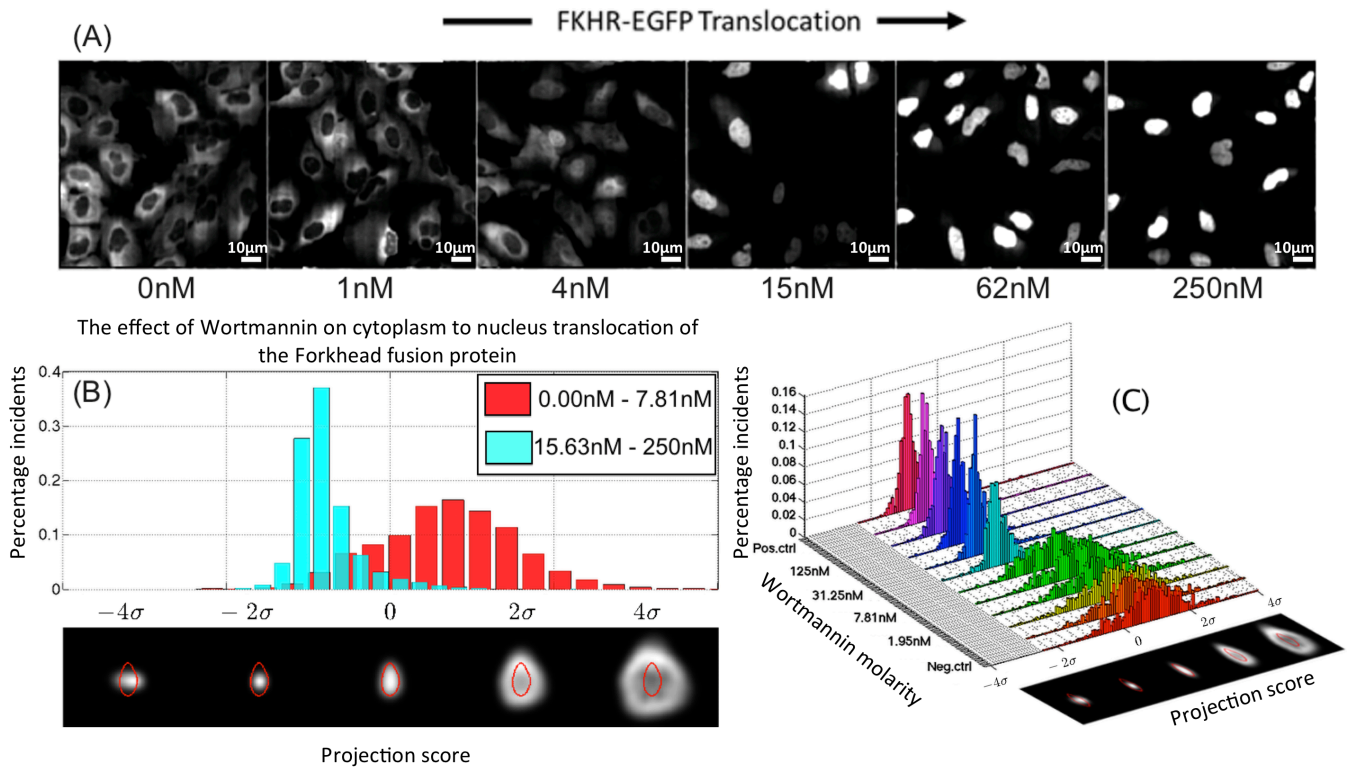 FKHR-EGFP Translocation
(A)
10μm 10μm 10μm 10μm 10μm 10μm
0nM 1nM 4nM 15nM 62nM 250nM
The effect of Wortmannin on cytoplasm to nucleus translocation of
the Forkhead fusion protein
(B)
Percentage incidents
0.4
0.3
0.2
0.1
0
0.00nM - 7.81nM
15.63nM - 250nM
−4σ −2σ 0 2σ 4σ
Projection score
(C)
Percentage incidents
0.16
0.14
0.12
0.1
0.08
0.06
0.04
0.02
0
Pos.ctrl
125nM
31.25nM
7.81nM
1.95nM
Neg.ctrl
Wortmannin molarity
−4σ −2σ 0 2σ 4σ
Projection score